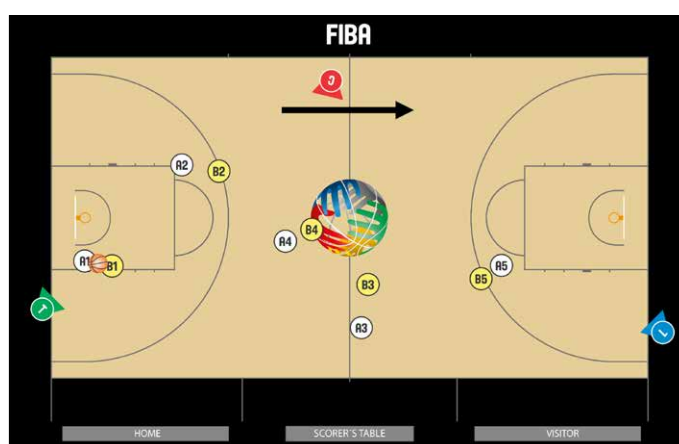 FIBA
C
A2
B2
A4
B4
A1
B1
B3
A5
B5
A3
T
L
HOME
SCORER'S TABLE
VISITOR